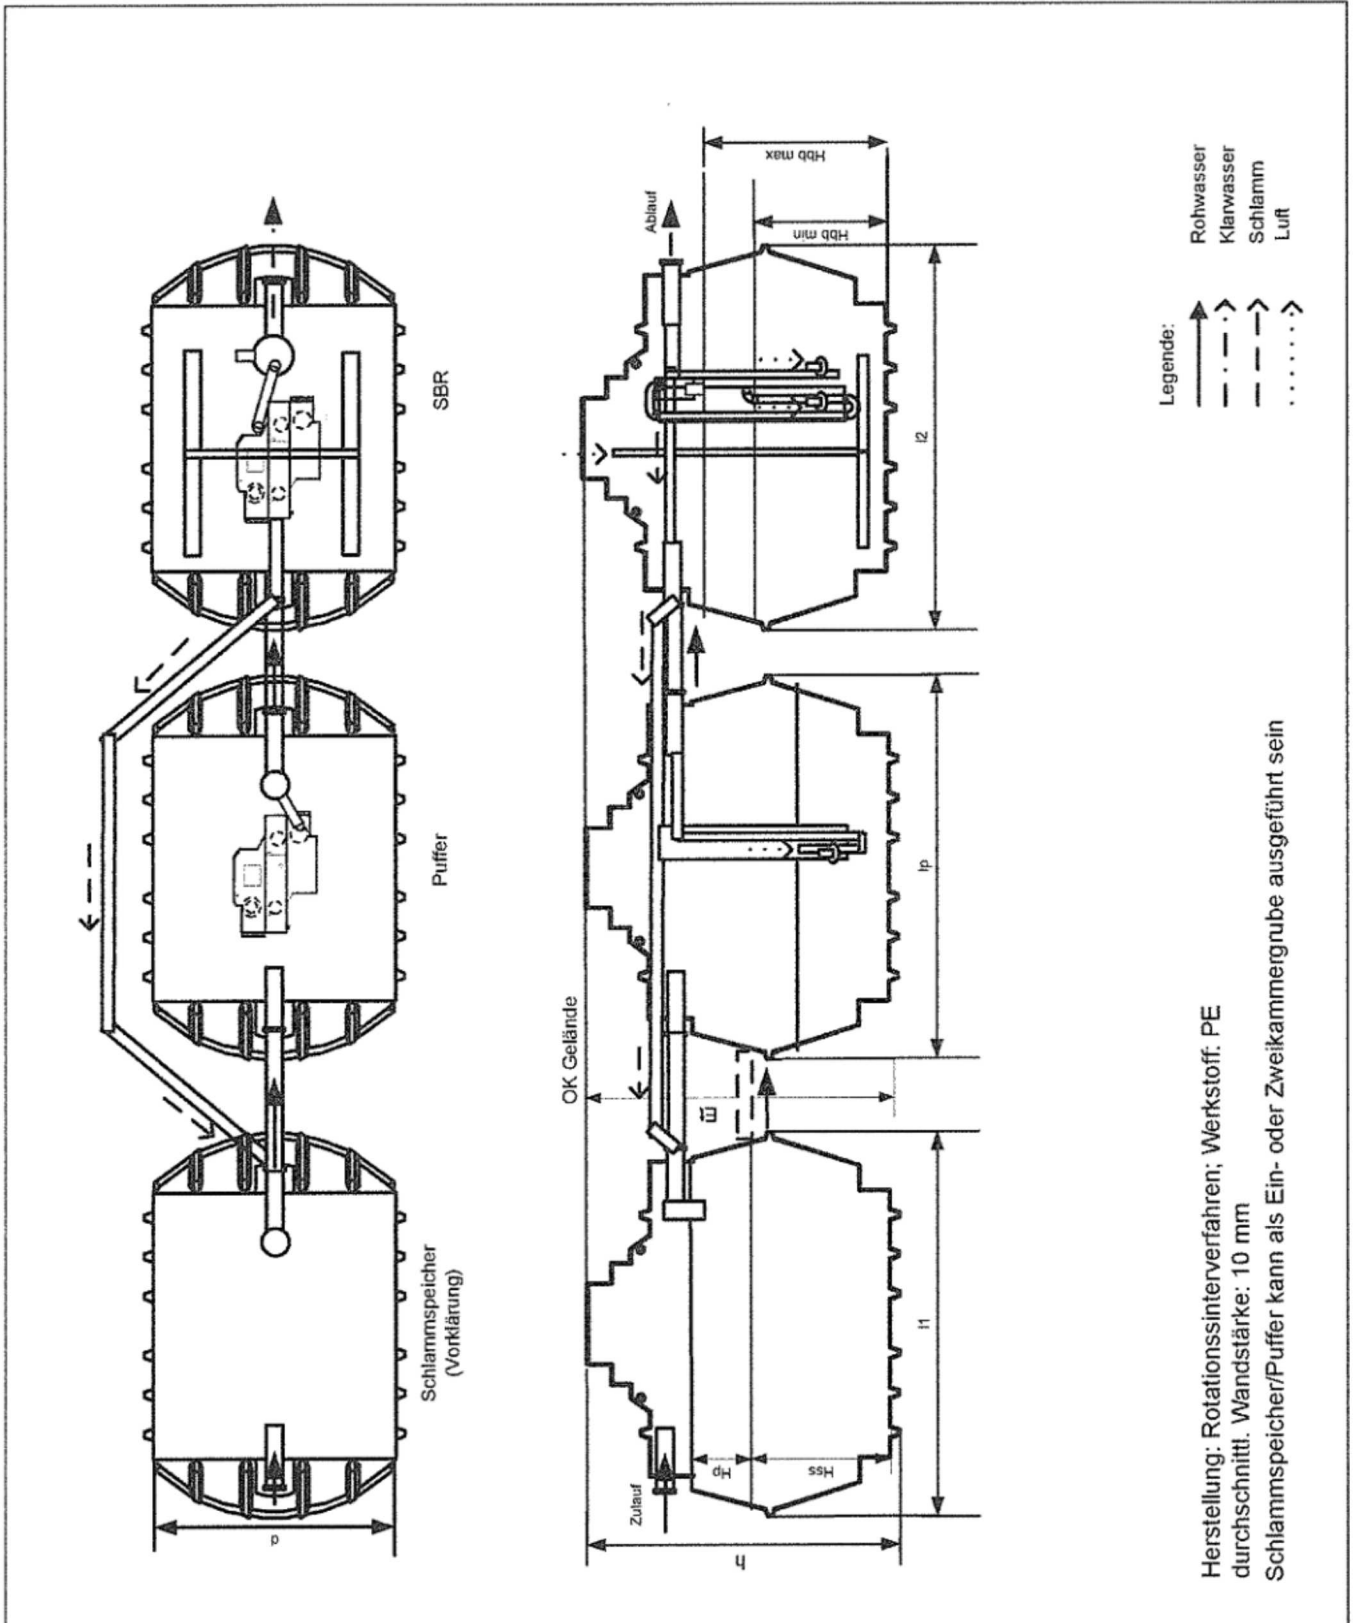 d
Schlammspeicher
(Vorklärung)
Puffer
SBR
OK Gelände
Zulauf
Ablauf
h
Hp
Hss
Et
Hbb min
Hbb max
l1
lp
l2
Legende:
Rohwasser
Klarwasser
Schlamm
Luft
Herstellung: Rotationssinterverfahren; Werkstoff: PE
durchschnittl. Wandstärke: 10 mm
Schlammspeicher/Puffer kann als Ein- oder Zweikammergrube ausgeführt sein